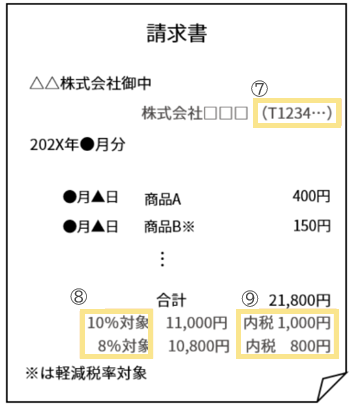 請求書
△△株式会社御中
⑦
株式会社□□□ （T1234…）
202X年●月分
●月▲日 商品A 400円
●月▲日 商品B※ 150円
⋮
⑧ 合計 ⑨ 21,800円
10%対象 11,000円 内税 1,000円
8%対象 10,800円 内税 800円
※は軽減税率対象